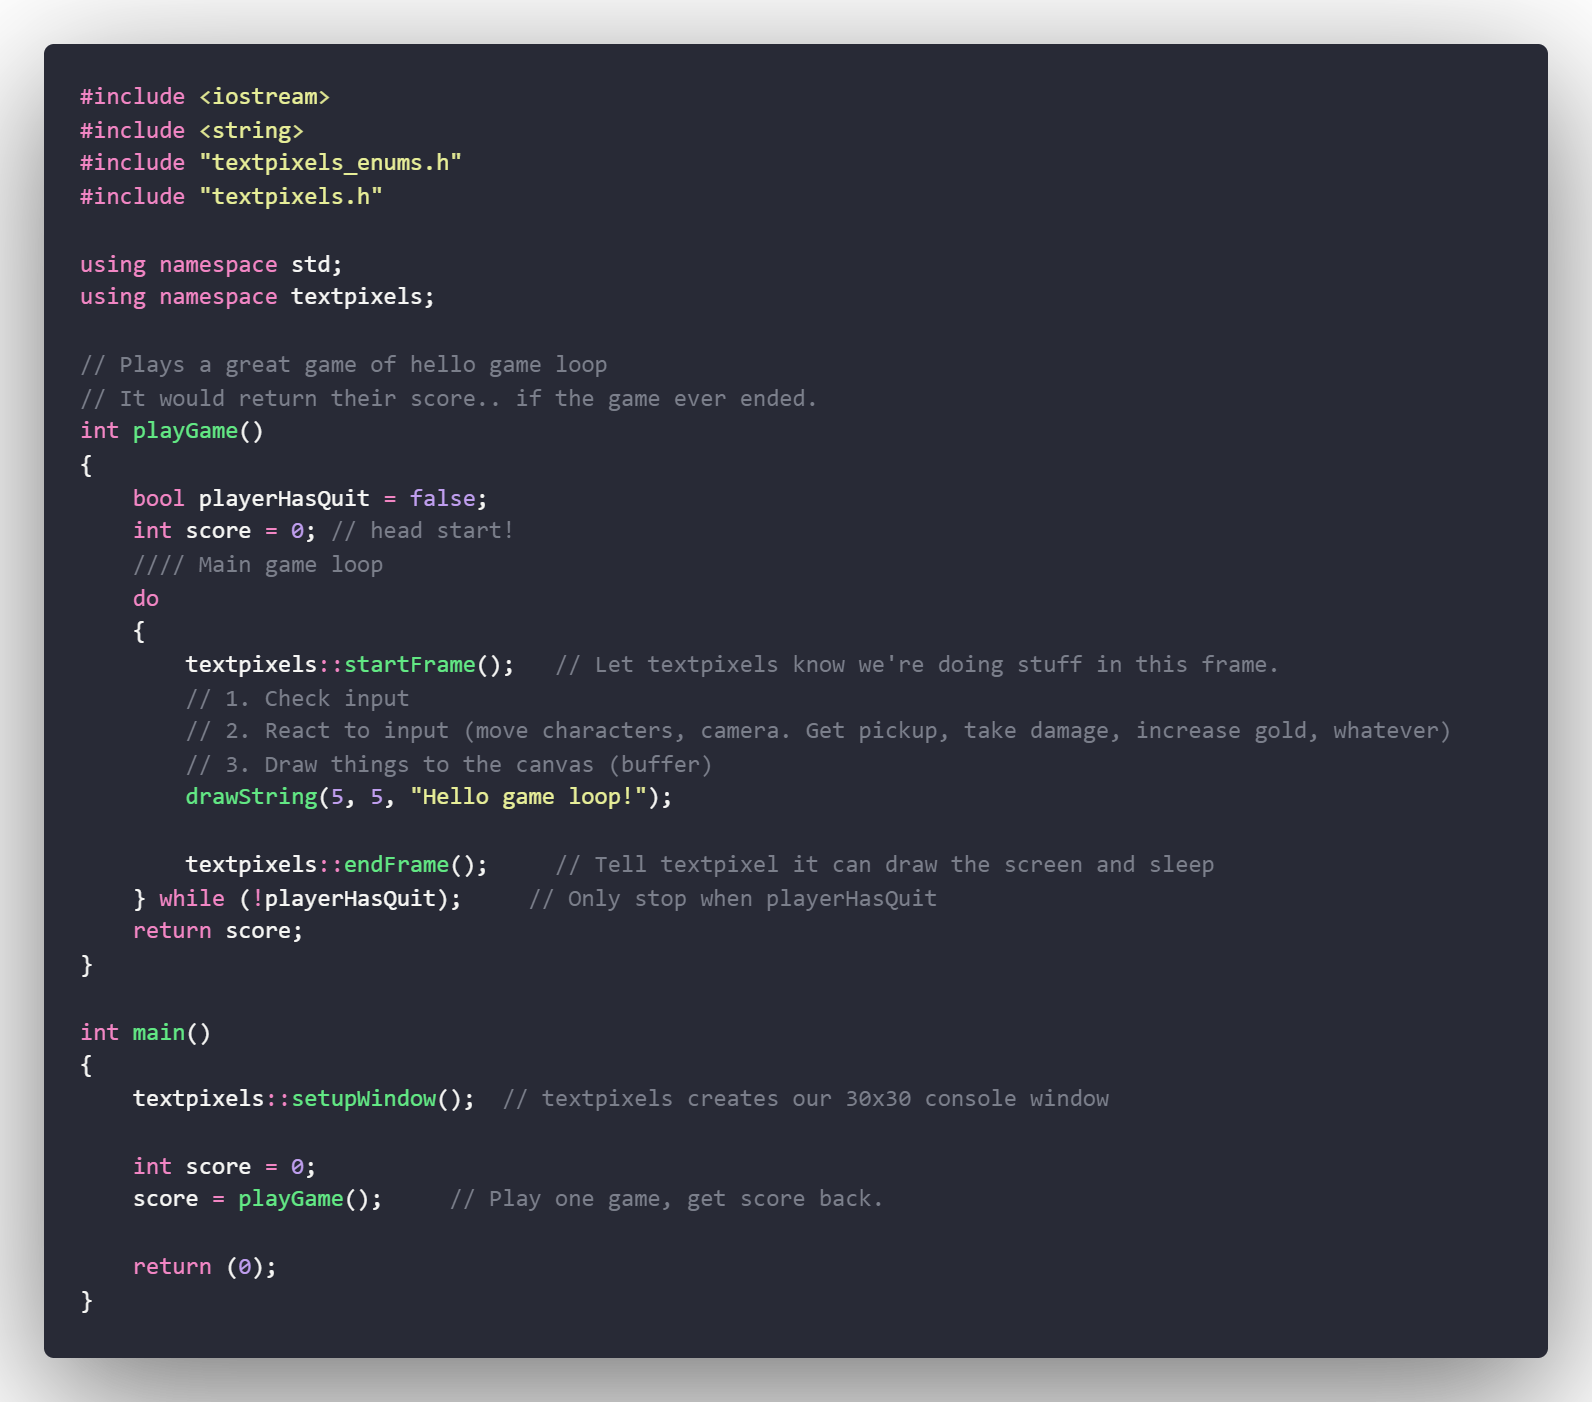 #include <iostream>
#include <string>
#include "textpixels_enums.h"
#include "textpixels.h"

using namespace std;
using namespace textpixels;

// Plays a great game of hello game loop
// It would return their score.. if the game ever ended.
int playGame()
{
    bool playerHasQuit = false;
    int score = 0; // head start!
    //// Main game loop
    do
    {
        textpixels::startFrame();   // Let textpixels know we're doing stuff in this frame.
        // 1. Check input
        // 2. React to input (move characters, camera. Get pickup, take damage, increase gold, whatever)
        // 3. Draw things to the canvas (buffer)
        drawString(5, 5, "Hello game loop!");

        textpixels::endFrame();     // Tell textpixel it can draw the screen and sleep
    } while (!playerHasQuit);     // Only stop when playerHasQuit
    return score;
}

int main()
{
    textpixels::setupWindow();  // textpixels creates our 30x30 console window

    int score = 0;
    score = playGame();     // Play one game, get score back.

    return (0);
}